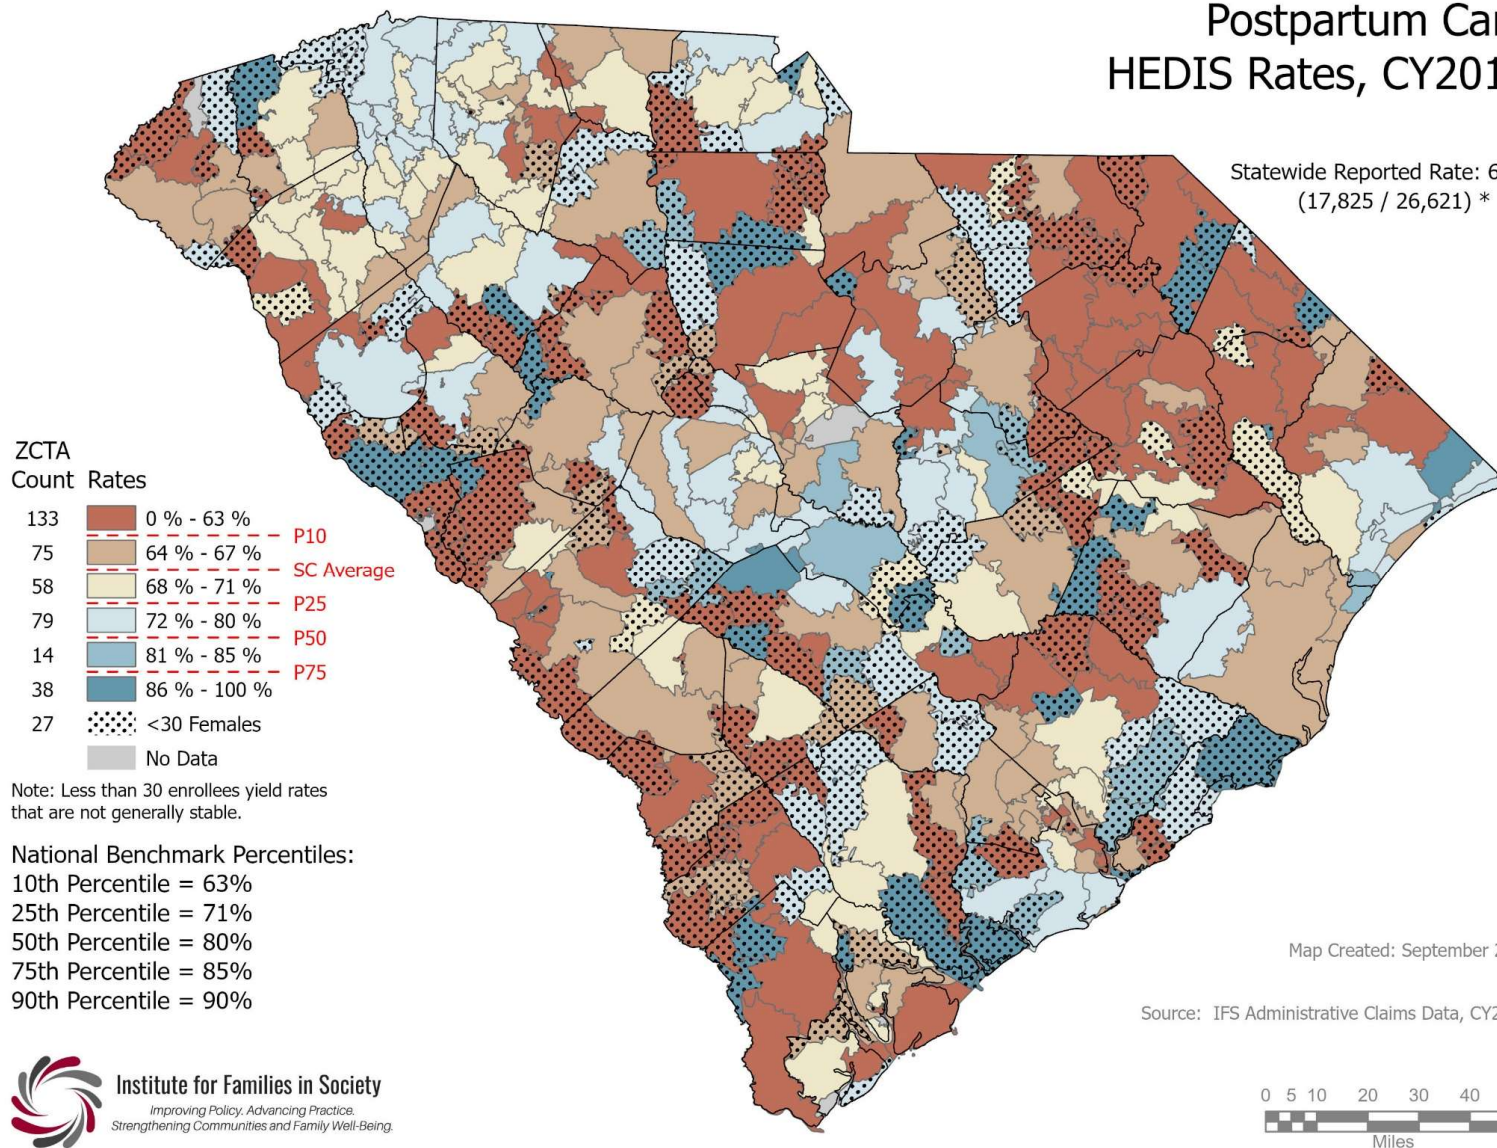 Postpartum Car
HEDIS Rates, CY201
Statewide Reported Rate: 6
(17,825 / 26,621) *
ZCTA
Count Rates
133 0 % - 63 %
P10
75 64 % - 67 %
SC Average
58 68 % - 71 %
P25
79 72 % - 80 %
P50
14 81 % - 85 %
P75
38 86 % - 100 %
27 <30 Females
No Data
Note: Less than 30 enrollees yield rates
that are not generally stable.
National Benchmark Percentiles:
10th Percentile = 63%
25th Percentile = 71%
50th Percentile = 80%
75th Percentile = 85%
90th Percentile = 90%
Map Created: September
Source: IFS Administrative Claims Data, CY2
Institute for Families in Society
Improving Policy. Advancing Practice.
Strengthening Communities and Family Well-Being.
0 5 10 20 30 40
Miles